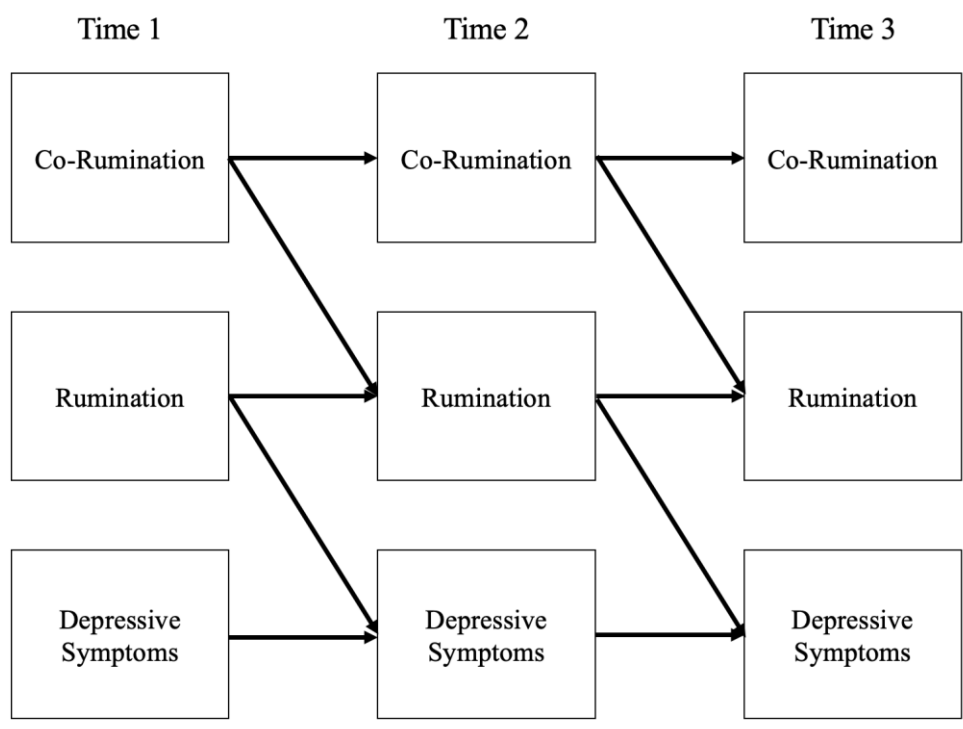 Time 1
Time 2
Time 3
Co-Rumination
Co-Rumination
Co-Rumination
Rumination
Rumination
Rumination
Depressive
Symptoms
Depressive
Symptoms
Depressive
Symptoms